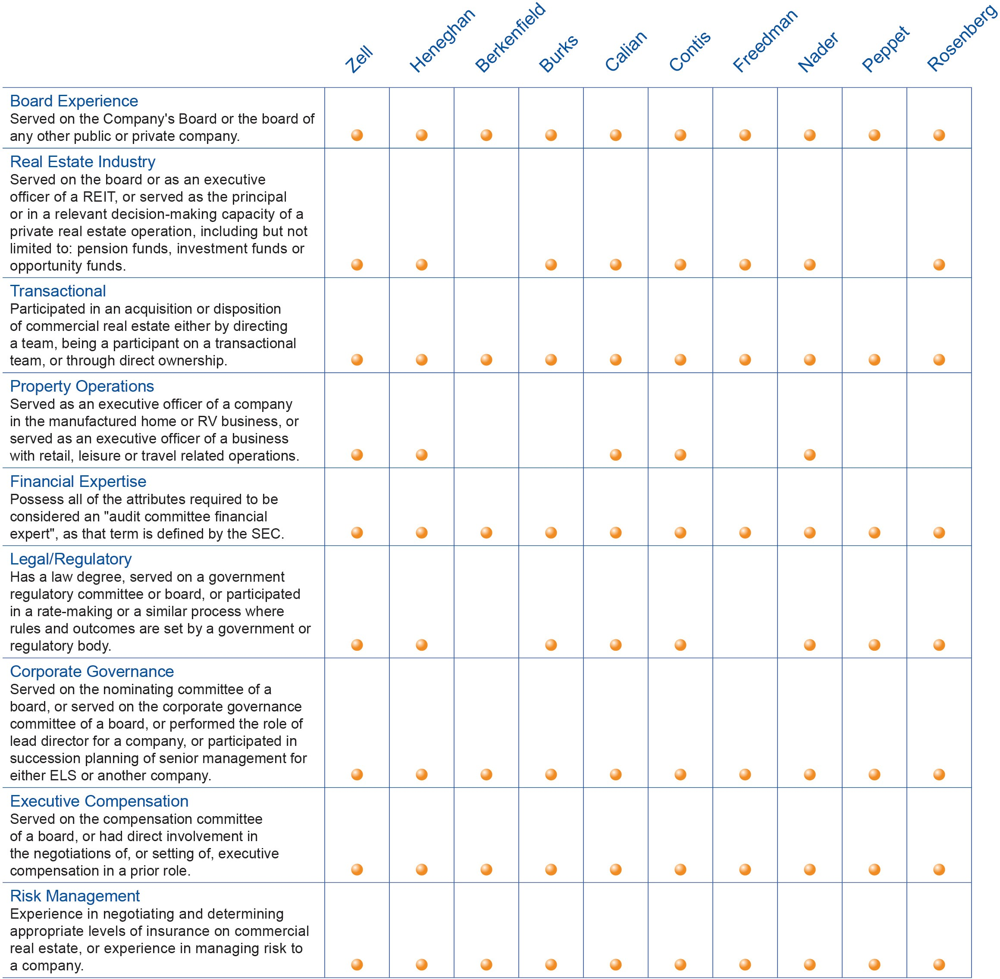 Zell
Heneghan
Berkenfield
Burks
Calian
Contis
Freedman
Nader
Peppet
Rosenberg
Board Experience
Served on the Company's Board or the board of
any other public or private company.
Real Estate Industry
Served on the board or as an executive
officer of a REIT, or served as the principal
or in a relevant decision-making capacity of a
private real estate operation, including but not
limited to: pension funds, investment funds or
opportunity funds.
Transactional
Participated in an acquisition or disposition
of commercial real estate either by directing
a team, being a participant on a transactional
team, or through direct ownership.
Property Operations
Served as an executive officer of a company
in the manufactured home or RV business, or
served as an executive officer of a business
with retail, leisure or travel related operations.
Financial Expertise
Possess all of the attributes required to be
considered an "audit committee financial
expert", as that term is defined by the SEC.
Legal/Regulatory
Has a law degree, served on a government
regulatory committee or board, or participated
in a rate-making or a similar process where
rules and outcomes are set by a government or
regulatory body.
Corporate Governance
Served on the nominating committee of a
board, or served on the corporate governance
committee of a board, or performed the role of
lead director for a company, or participated in
succession planning of senior management for
either ELS or another company.
Executive Compensation
Served on the compensation committee
of a board, or had direct involvement in
the negotiations of, or setting of, executive
compensation in a prior role.
Risk Management
Experience in negotiating and determining
appropriate levels of insurance on commercial
real estate, or experience in managing risk to
a company.